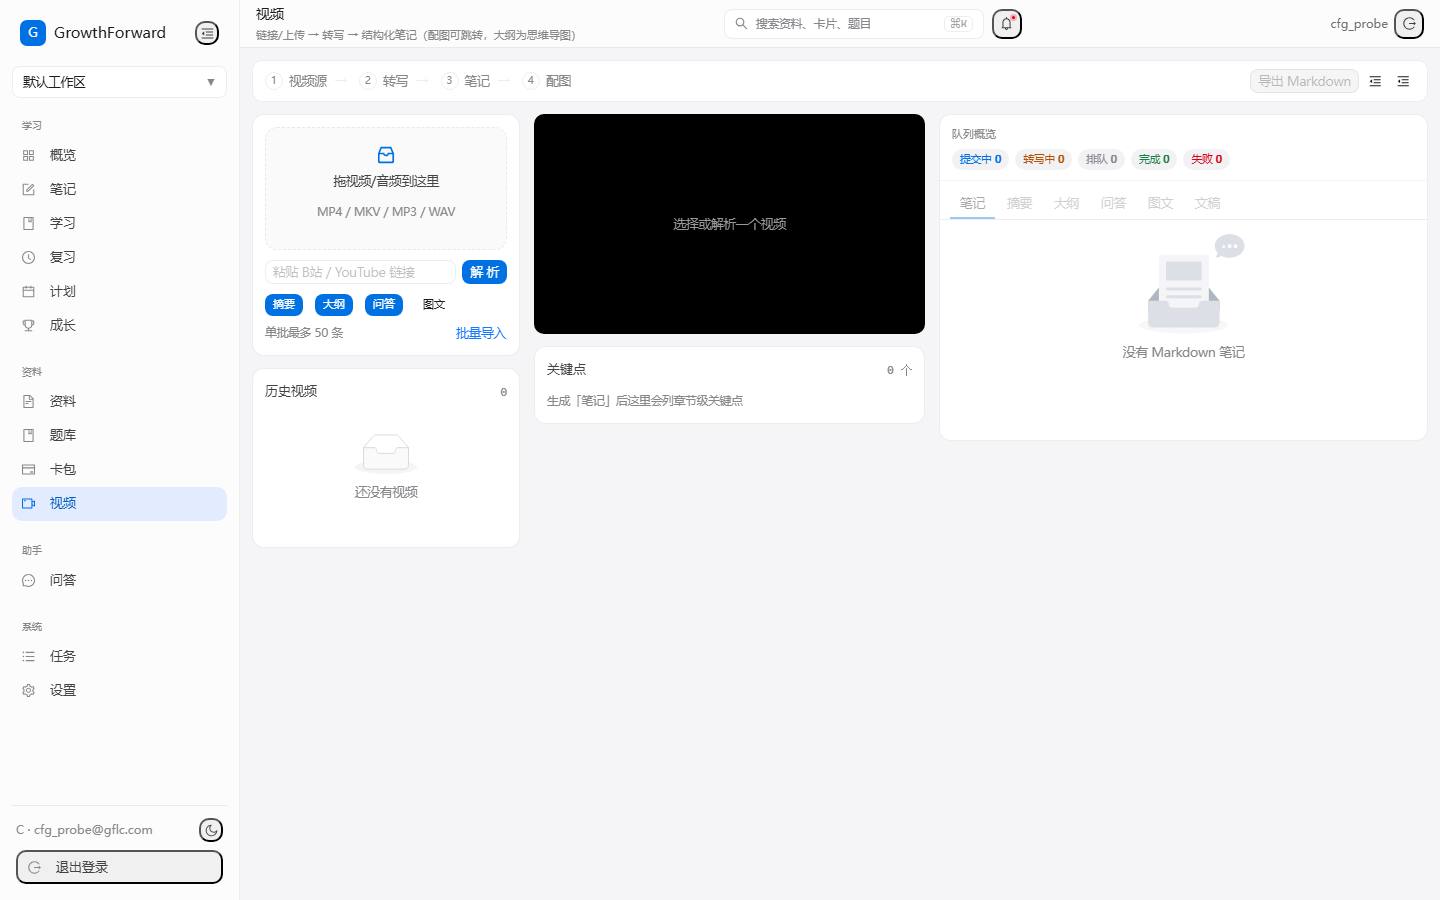 G GrowthForward
默认工作区 ▼
学习
概览
笔记
学习
复习
计划
成长
资料
资料
题库
卡包
视频
助手
问答
系统
任务
设置
C · cfg_probe@gflc.com
退出登录
视频
链接/上传 → 转写 → 结构化笔记（配图可跳转，大纲为思维导图）
搜索资料、卡片、题目 ⌘K
cfg_probe
1 视频源 → 2 转写 → 3 笔记 → 4 配图
导出 Markdown
拖视频/音频到这里
MP4 / MKV / MP3 / WAV
粘贴 B站 / YouTube 链接 解 析
摘要 大纲 问答 图文
单批最多 50 条 批量导入
历史视频 0
还没有视频
选择或解析一个视频
关键点 0 个
生成「笔记」后这里会列章节级关键点
队列概览
提交中 0 转写中 0 排队 0 完成 0 失败 0
笔记 摘要 大纲 问答 图文 文稿
没有 Markdown 笔记